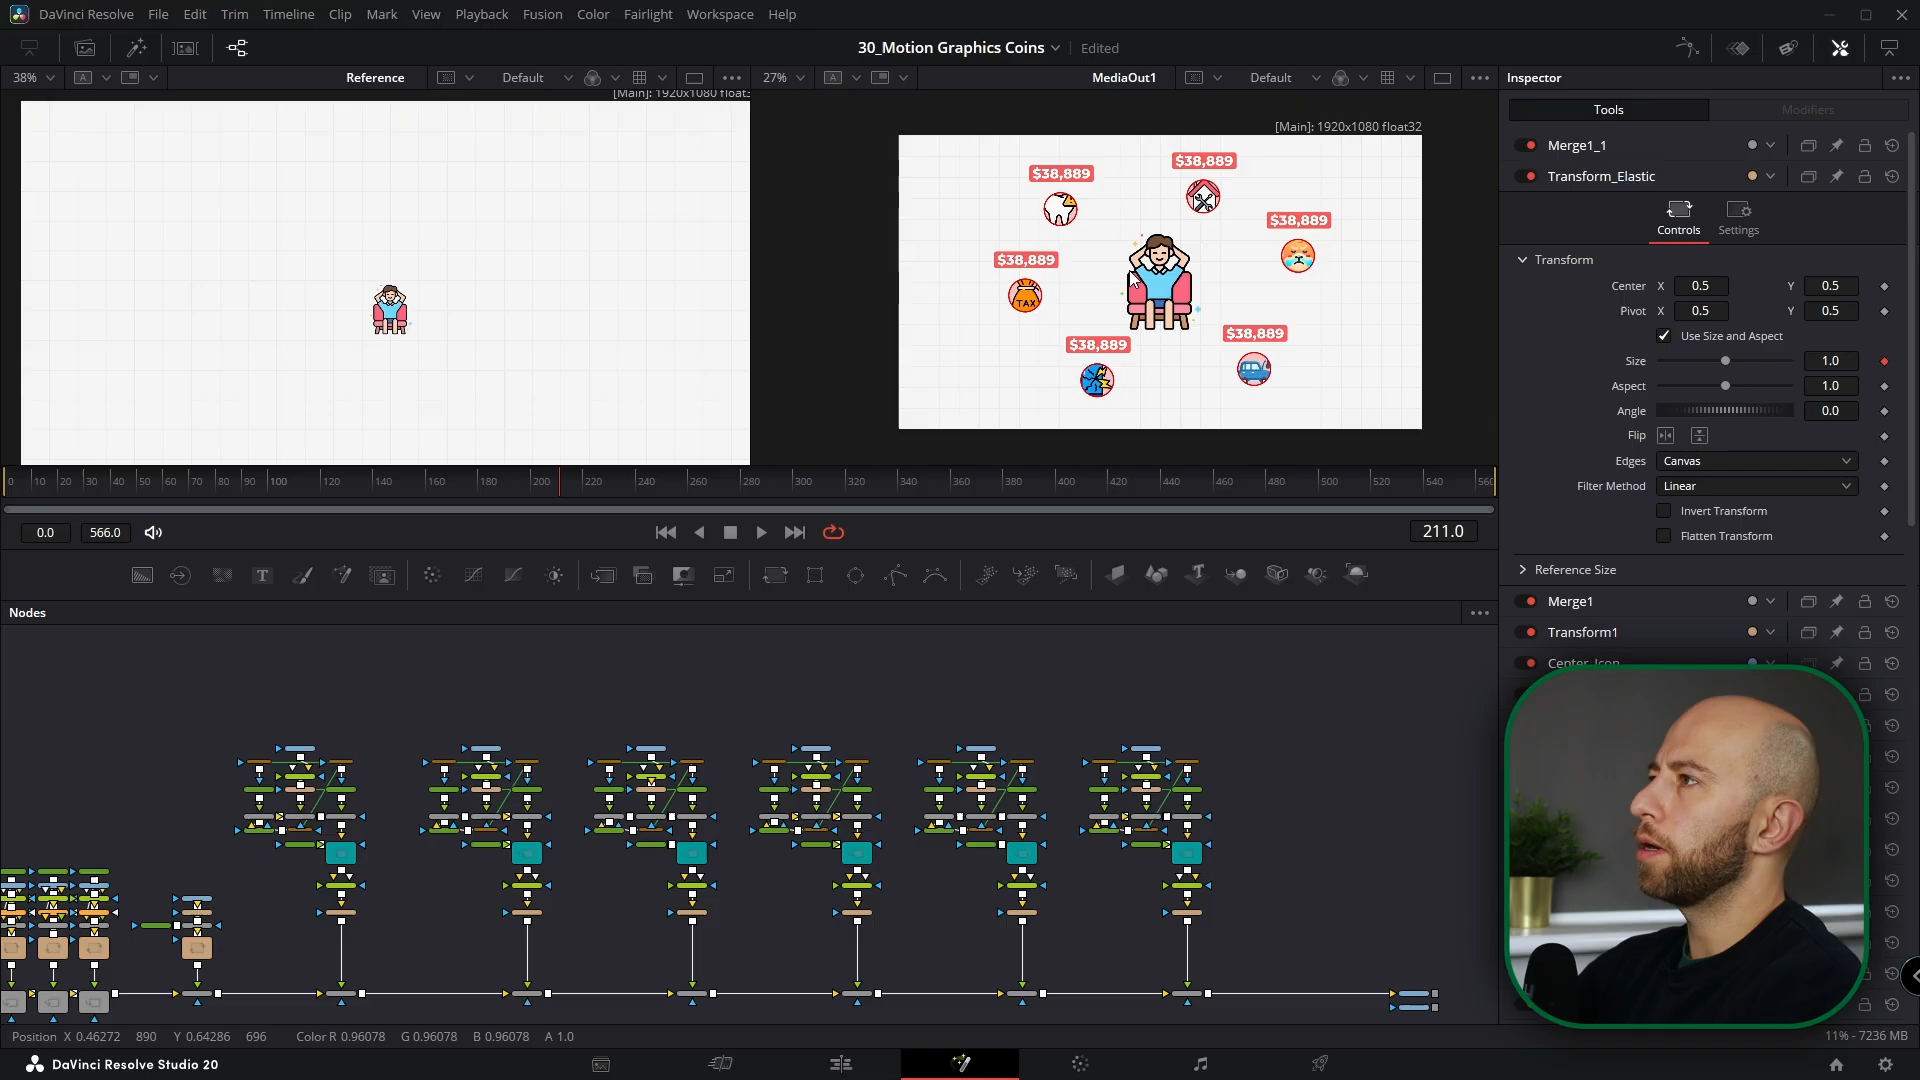 DaVinci Resolve File Edit Trim Timeline Clip Mark View Playback Fusion Color Fairlight Workspace Help
30_Motion Graphics Coins Edited
38% A Reference Default 27% A MediaOut1 Default Inspector
[Main]: 1920x1080 float
[Main]: 1920x1080 float32
Tools Modifiers
Merge1_1
Transform_Elastic
Controls Settings
Transform
Center X 0.5 Y 0.5
Pivot X 0.5 Y 0.5
Use Size and Aspect
Size 1.0
Aspect 1.0
Angle 0.0
Flip
Edges Canvas
Filter Method Linear
Invert Transform
Flatten Transform
Reference Size
Merge1
Transform1
Center_Icon
$38,889
$38,889
$38,889
$38,889
TAX
$38,889
$38,889
0 10 20 30 40 50 60 70 80 90 100 120 140 160 180 200 220 240 260 280 300 320 340 360 380 400 420 440 460 480 500 520 540 560
0.0 566.0 211.0
T T
Nodes
Position X 0.46272 890 Y 0.64286 696 Color R 0.96078 G 0.96078 B 0.96078 A 1.0
11% - 7236 MB
DaVinci Resolve Studio 20